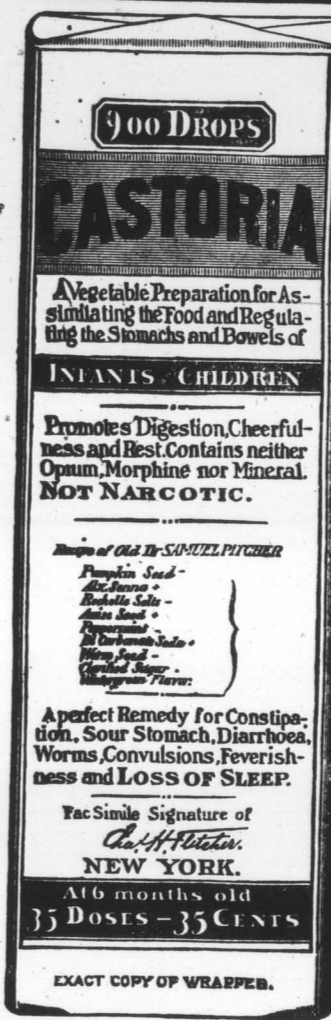 900 DROPS
CASTORIA
A Vegetable Preparation for As-
similating the Food and Regula-
ting the Stomachs and Bowels of
INFANTS. CHILDREN
Promotes Digestion, Cheerful-
ness and Rest. Contains neither
Opium, Morphine nor Mineral.
NOT NARCOTIC.
Recipe of Old Dr SAMUEL PITCHER
Pumpkin Seed -
Alx. Senna +
Rochelle Salts -
Anise Seed +
Peppermint -
Bi Carbonate Soda +
Worm Seed -
Clarified Sugar .
Wintergreen Flavor.
A perfect Remedy for Constipa-
tion, Sour Stomach, Diarrhoea,
Worms, Convulsions, Feverish-
ness and LOSS OF SLEEP.
Fac Simile Signature of
Chas. H. Fletcher.
NEW YORK.
At 6 months old
35 DOSES – 35 CENTS
EXACT COPY OF WRAPPER.